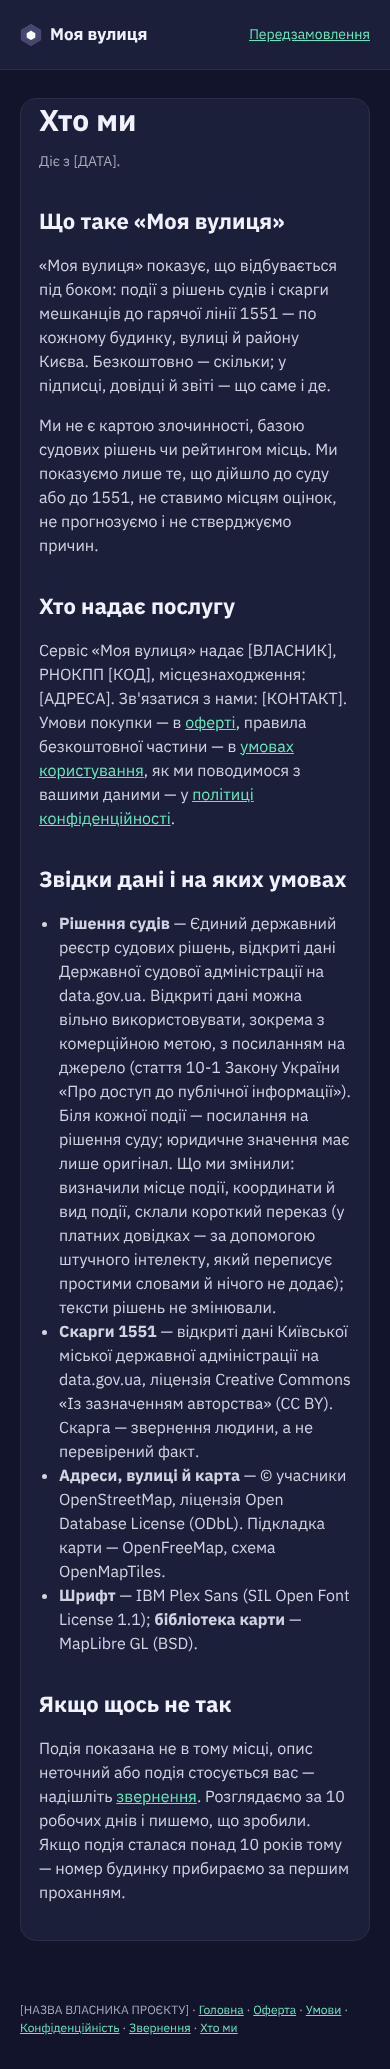 Моя вулиця
Передзамовлення
Хто ми
Діє з [ДАТА].
Що таке «Моя вулиця»
«Моя вулиця» показує, що відбувається
під боком: події з рішень судів і скарги
мешканців до гарячої лінії 1551 — по
кожному будинку, вулиці й району
Києва. Безкоштовно — скільки; у
підписці, довідці й звіті — що саме і де.
Ми не є картою злочинності, базою
судових рішень чи рейтингом місць. Ми
показуємо лише те, що дійшло до суду
або до 1551, не ставимо місцям оцінок,
не прогнозуємо і не стверджуємо
причин.
Хто надає послугу
Сервіс «Моя вулиця» надає [ВЛАСНИК],
РНОКПП [КОД], місцезнаходження:
[АДРЕСА]. Зв'язатися з нами: [КОНТАКТ].
Умови покупки — в оферті, правила
безкоштовної частини — в умовах
користування, як ми поводимося з
вашими даними — у політиці
конфіденційності.
Звідки дані і на яких умовах
• Рішення судів — Єдиний державний
реєстр судових рішень, відкриті дані
Державної судової адміністрації на
data.gov.ua. Відкриті дані можна
вільно використовувати, зокрема з
комерційною метою, з посиланням на
джерело (стаття 10-1 Закону України
«Про доступ до публічної інформації»).
Біля кожної події — посилання на
рішення суду; юридичне значення має
лише оригінал. Що ми змінили:
визначили місце події, координати й
вид події, склали короткий переказ (у
платних довідках — за допомогою
штучного інтелекту, який переписує
простими словами й нічого не додає);
тексти рішень не змінювали.
• Скарги 1551 — відкриті дані Київської
міської державної адміністрації на
data.gov.ua, ліцензія Creative Commons
«Із зазначенням авторства» (CC BY).
Скарга — звернення людини, а не
перевірений факт.
• Адреси, вулиці й карта — © учасники
OpenStreetMap, ліцензія Open
Database License (ODbL). Підкладка
карти — OpenFreeMap, схема
OpenMapTiles.
• Шрифт — IBM Plex Sans (SIL Open Font
License 1.1); бібліотека карти —
MapLibre GL (BSD).
Якщо щось не так
Подія показана не в тому місці, опис
неточний або подія стосується вас —
надішліть звернення. Розглядаємо за 10
робочих днів і пишемо, що зробили.
Якщо подія сталася понад 10 років тому
— номер будинку прибираємо за першим
проханням.
[НАЗВА ВЛАСНИКА ПРОЄКТУ] · Головна · Оферта · Умови ·
Конфіденційність · Звернення · Хто ми